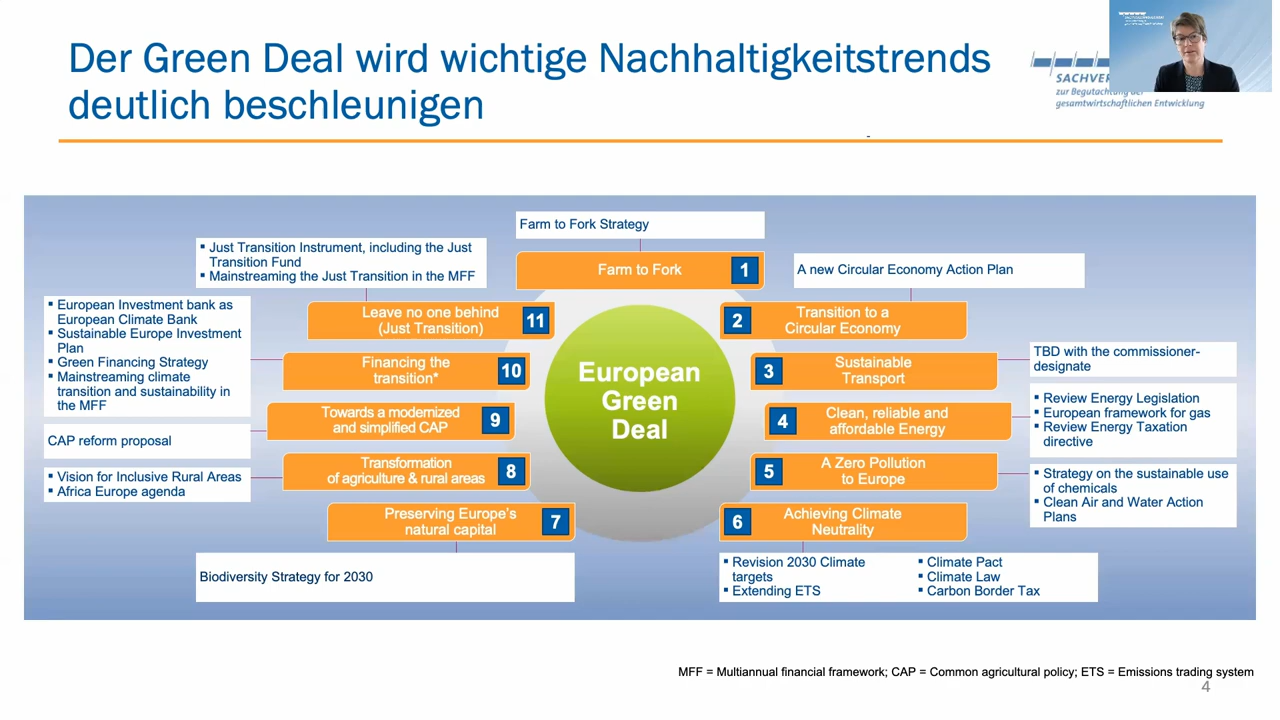 Der Green Deal wird wichtige Nachhaltigkeitstrends
deutlich beschleunigen
zur Begutachtung der
gesamtwirtschaftlichen Entwicklung
Farm to Fork Strategy
Farm to Fork
1
▪ Just Transition Instrument, including the Just
Transition Fund
▪ Mainstreaming the Just Transition in the MFF
A new Circular Economy Action Plan
Leave no one behind
(Just Transition)
11
2
Transition to a
Circular Economy
▪ European Investment bank as
European Climate Bank
▪ Sustainable Europe Investment
Plan
▪ Green Financing Strategy
▪ Mainstreaming climate
transition and sustainability in
the MFF
Financing the
transition*
10
European
Green
Deal
3
Sustainable
Transport
TBD with the commissioner-
designate
CAP reform proposal
Towards a modernized
and simplified CAP
9
4
Clean, reliable and
affordable Energy
▪ Review Energy Legislation
▪ European framework for gas
▪ Review Energy Taxation
directive
▪ Vision for Inclusive Rural Areas
▪ Africa Europe agenda
Transformation
of agriculture & rural areas
8
5
A Zero Pollution
to Europe
▪ Strategy on the sustainable use
of chemicals
▪ Clean Air and Water Action
Plans
Preserving Europe's
natural capital
7
6
Achieving Climate
Neutrality
Biodiversity Strategy for 2030
▪ Revision 2030 Climate
targets
▪ Extending ETS
▪ Climate Pact
▪ Climate Law
▪ Carbon Border Tax
MFF = Multiannual financial framework; CAP = Common agricultural policy; ETS = Emissions trading system
4